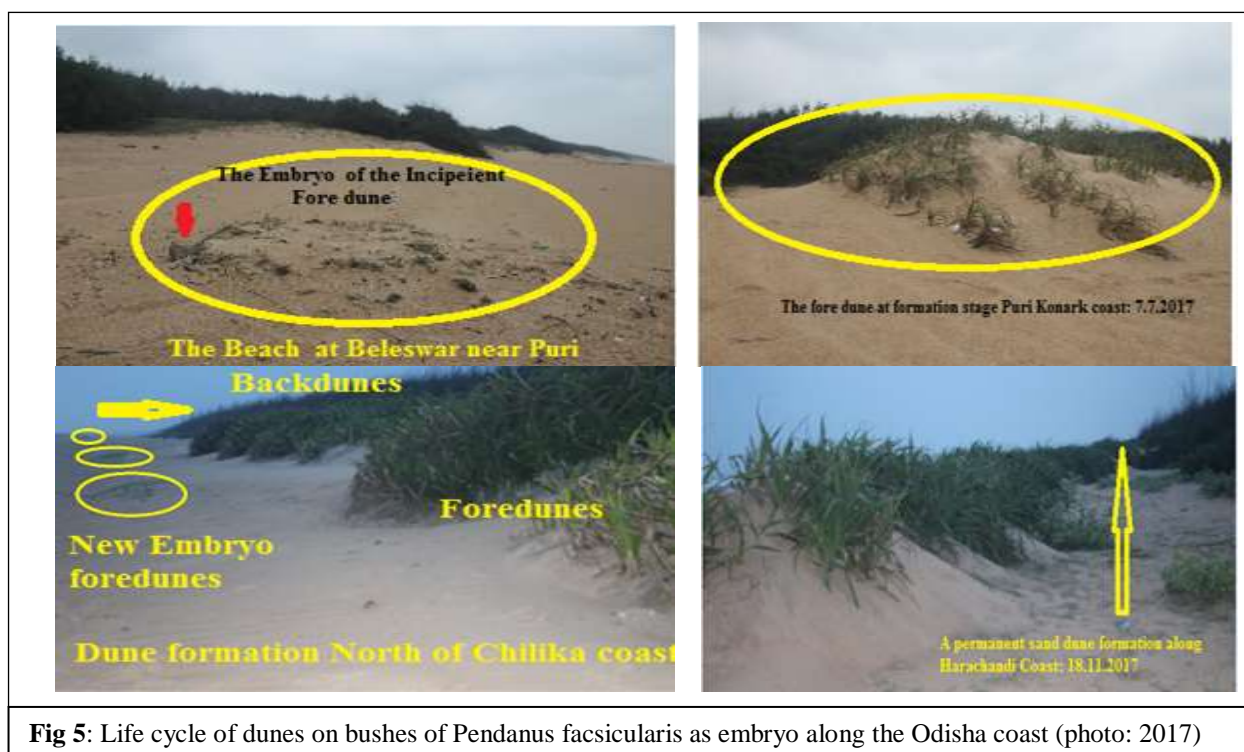 The Embryo of the Incipeient
Fore dune
The Beach at Beleswar near Puri
The fore dune at formation stage Puri Konark coast: 7.7.2017
Backdunes
Foredunes
New Embryo
foredunes
Dune formation North of Chilika coast
A permanent sand dune formation along
Harachandi Coast: 18.11.2017
Fig 5: Life cycle of dunes on bushes of Pendanus facsicularis as embryo along the Odisha coast (photo: 2017)